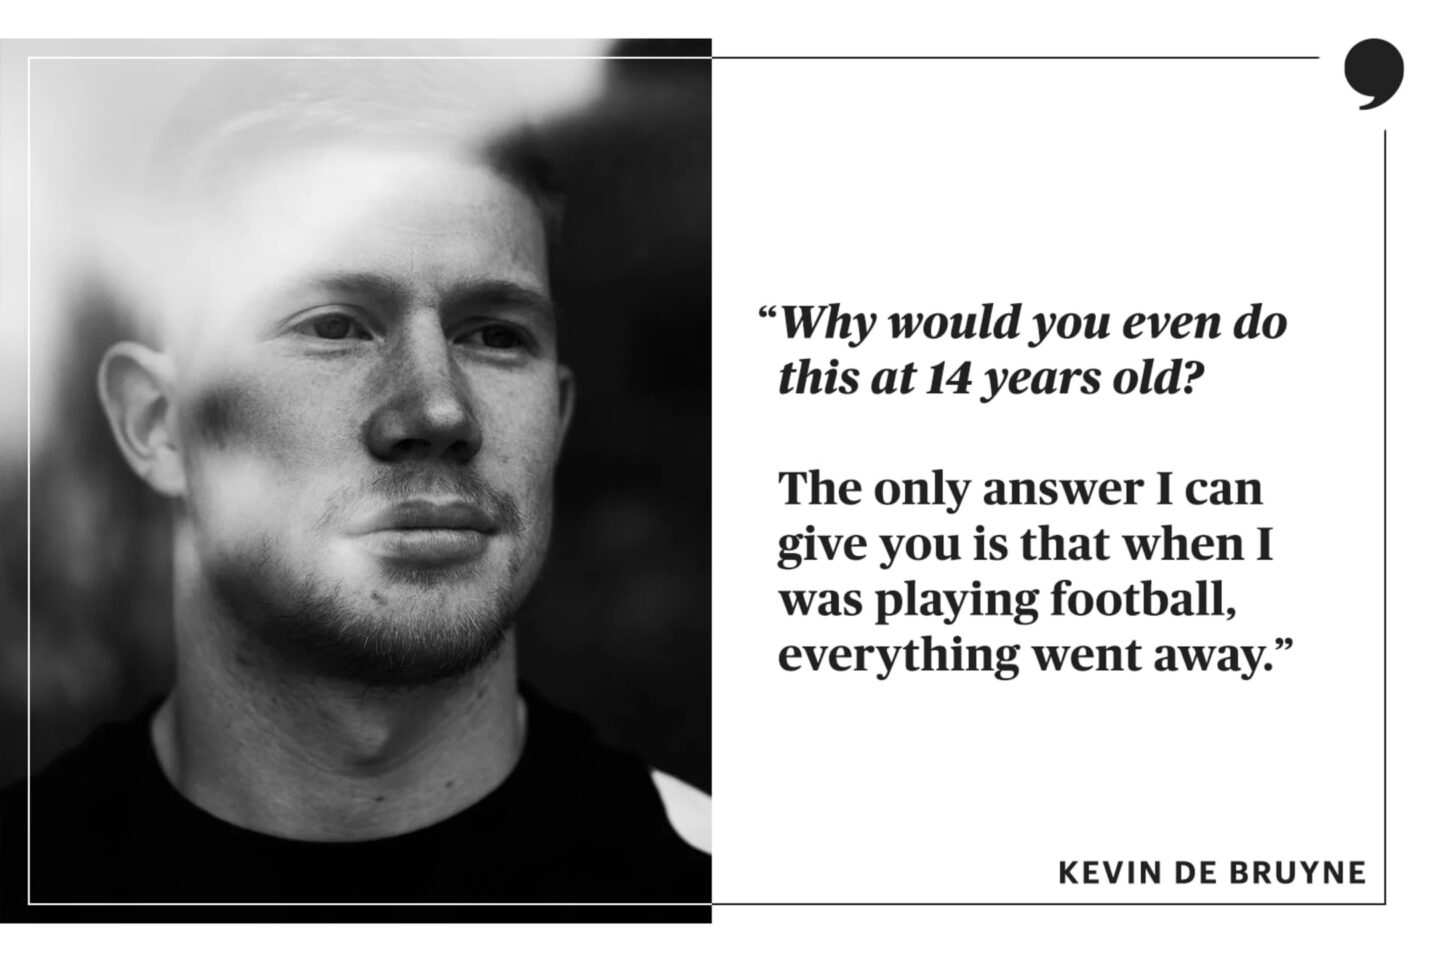 “Why would you even do
this at 14 years old?
The only answer I can
give you is that when I
was playing football,
everything went away.”
KEVIN DE BRUYNE